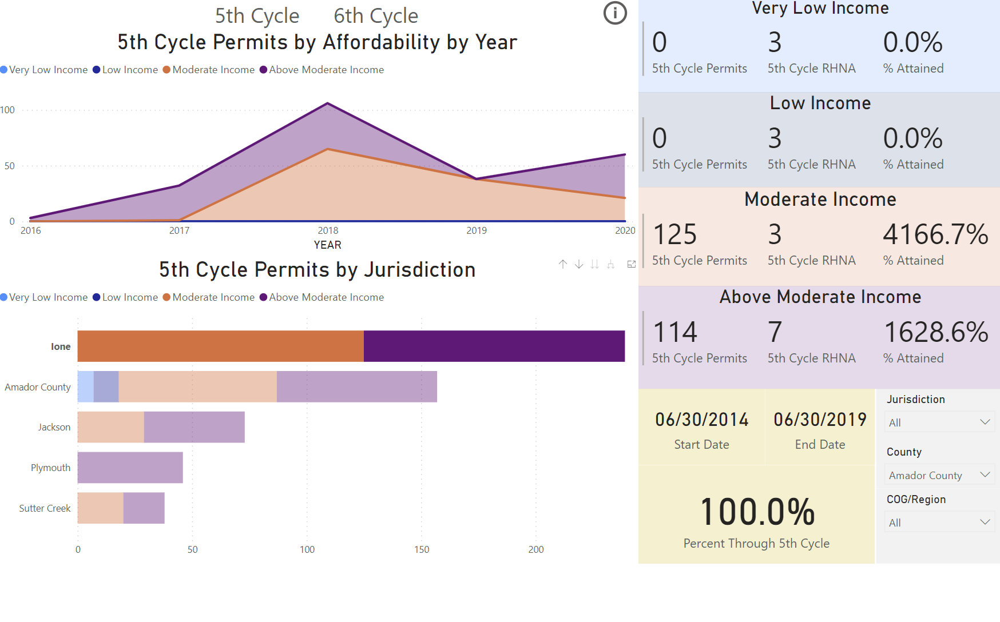 5th Cycle 6th Cycle
5th Cycle Permits by Affordability by Year
Very Low Income Low Income Moderate Income Above Moderate Income
100
50
0
2016 2017 2018 2019 2020
YEAR
5th Cycle Permits by Jurisdiction
Very Low Income Low Income Moderate Income Above Moderate Income
Ione
Amador County
Jackson
Plymouth
Sutter Creek
0 50 100 150 200
Very Low Income
0 3 0.0%
5th Cycle Permits 5th Cycle RHNA % Attained
Low Income
0 3 0.0%
5th Cycle Permits 5th Cycle RHNA % Attained
Moderate Income
125 3 4166.7%
5th Cycle Permits 5th Cycle RHNA % Attained
Above Moderate Income
114 7 1628.6%
5th Cycle Permits 5th Cycle RHNA % Attained
06/30/2014 06/30/2019
Start Date End Date
100.0%
Percent Through 5th Cycle
Jurisdiction
All
County
Amador County
COG/Region
All